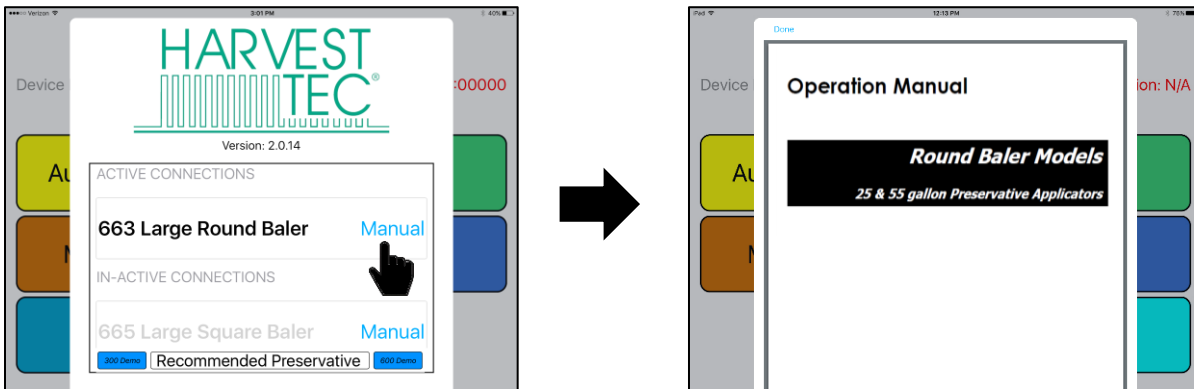 Verizon
3:01 PM
40%
HARVEST
TEC®
Device
:00000
Version: 2.0.14
Au
ACTIVE CONNECTIONS
663 Large Round Baler Manual
IN-ACTIVE CONNECTIONS
665 Large Square Baler Manual
300 Demo Recommended Preservative 600 Demo
iPad
12:13 PM
76%
Done
Device
ion: N/A
Operation Manual
Round Baler Models
25 & 55 gallon Preservative Applicators
Au